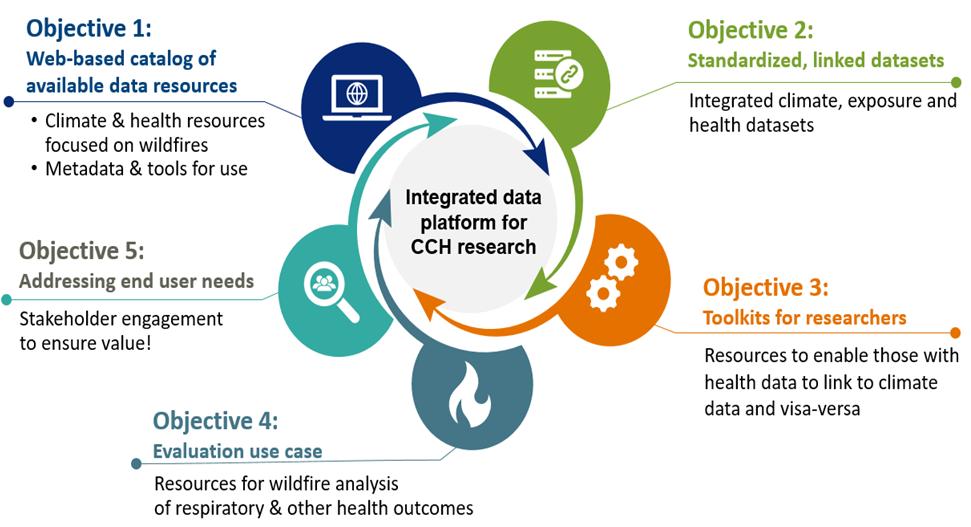 Objective 1:
Web-based catalog of
available data resources
• Climate & health resources
focused on wildfires
• Metadata & tools for use
Objective 2:
Standardized, linked datasets
Integrated climate, exposure and
health datasets
Integrated data
platform for
CCH research
Objective 3:
Toolkits for researchers
Resources to enable those with
health data to link to climate
data and visa-versa
Objective 4:
Evaluation use case
Resources for wildfire analysis
of respiratory & other health outcomes
Objective 5:
Addressing end user needs
Stakeholder engagement
to ensure value!